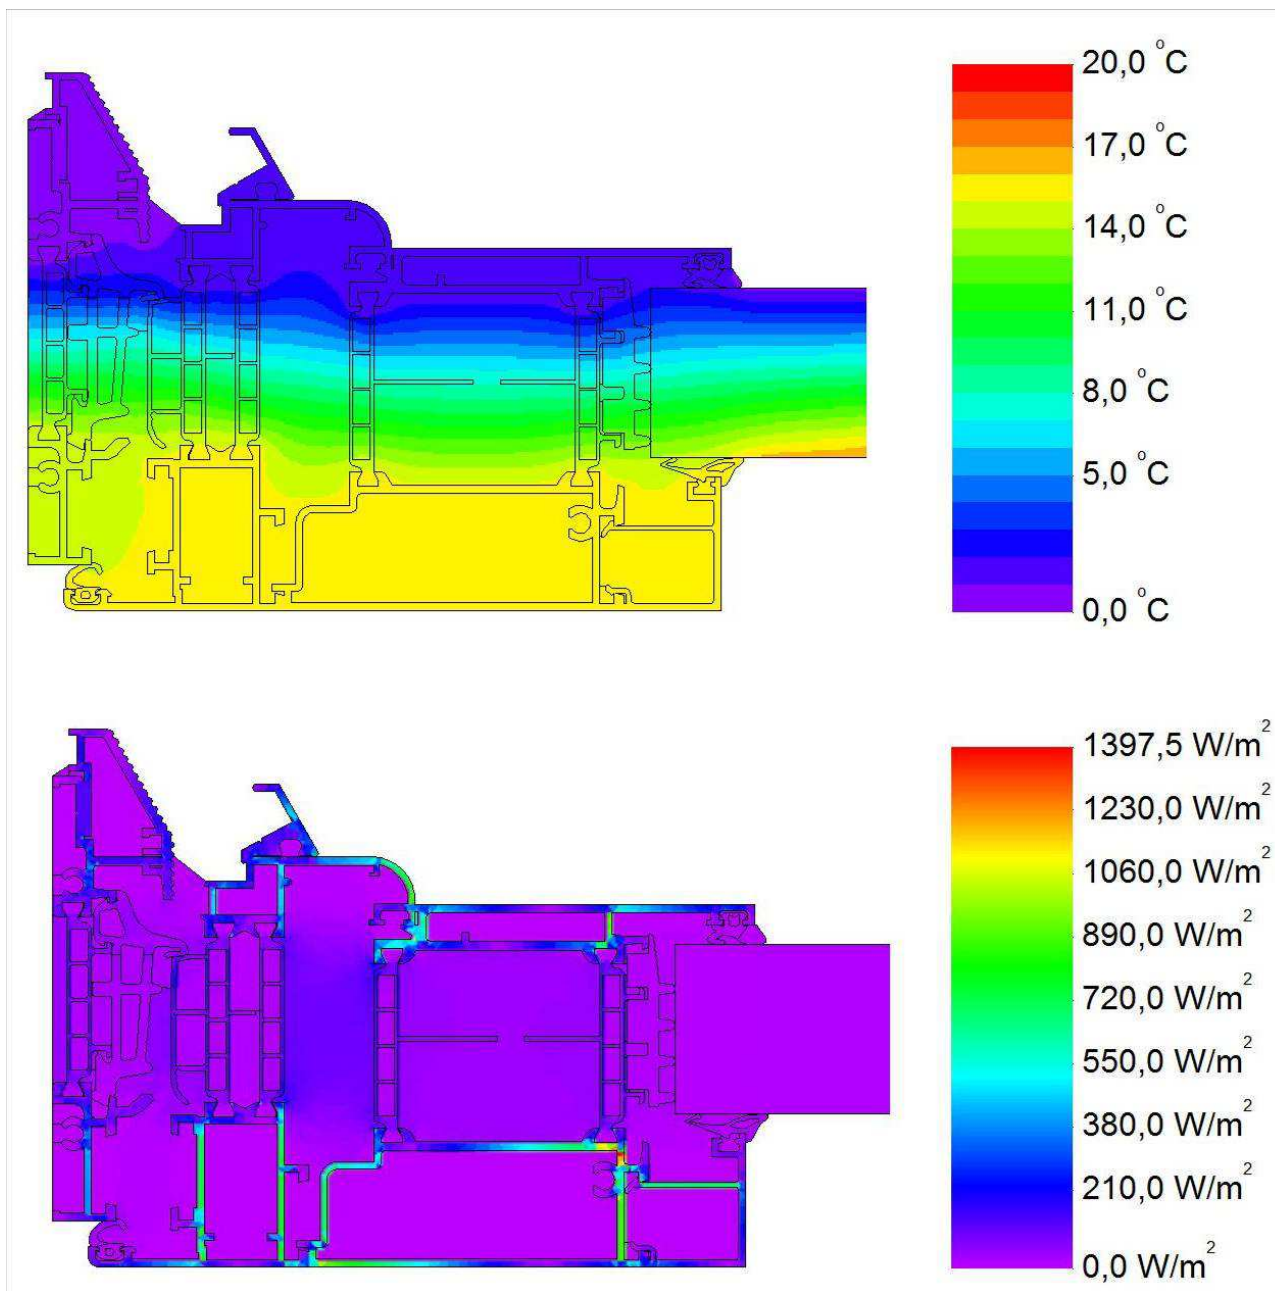 20,0 °C
17,0 °C
14,0 °C
11,0 °C
8,0 °C
5,0 °C
0,0 °C
1397,5 W/m²
1230,0 W/m²
1060,0 W/m²
890,0 W/m²
720,0 W/m²
550,0 W/m²
380,0 W/m²
210,0 W/m²
0,0 W/m²